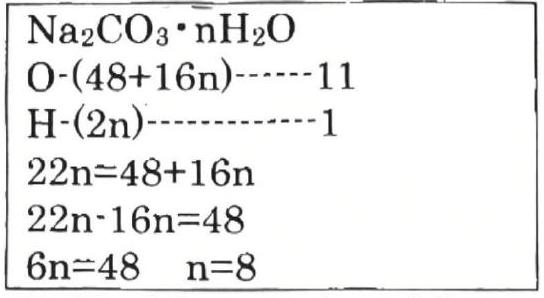 Na₂CO₃·nH₂O
O-(48+16n)------11
H-(2n)-------------1
22n=48+16n
22n-16n=48
6n=48 n=8